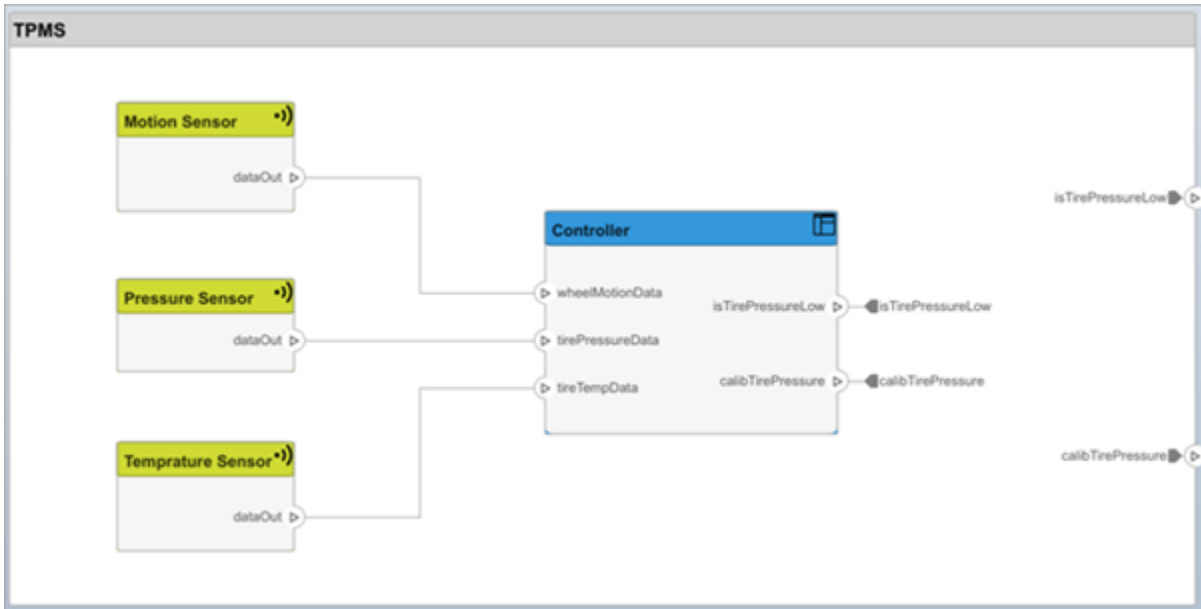 TPMS
Motion Sensor
dataOut
Pressure Sensor
dataOut
Temprature Sensor
dataOut
Controller
wheelMotionData
tirePressureData
tireTempData
isTirePressureLow
calibTirePressure
isTirePressureLow
calibTirePressure
isTirePressureLow
calibTirePressure